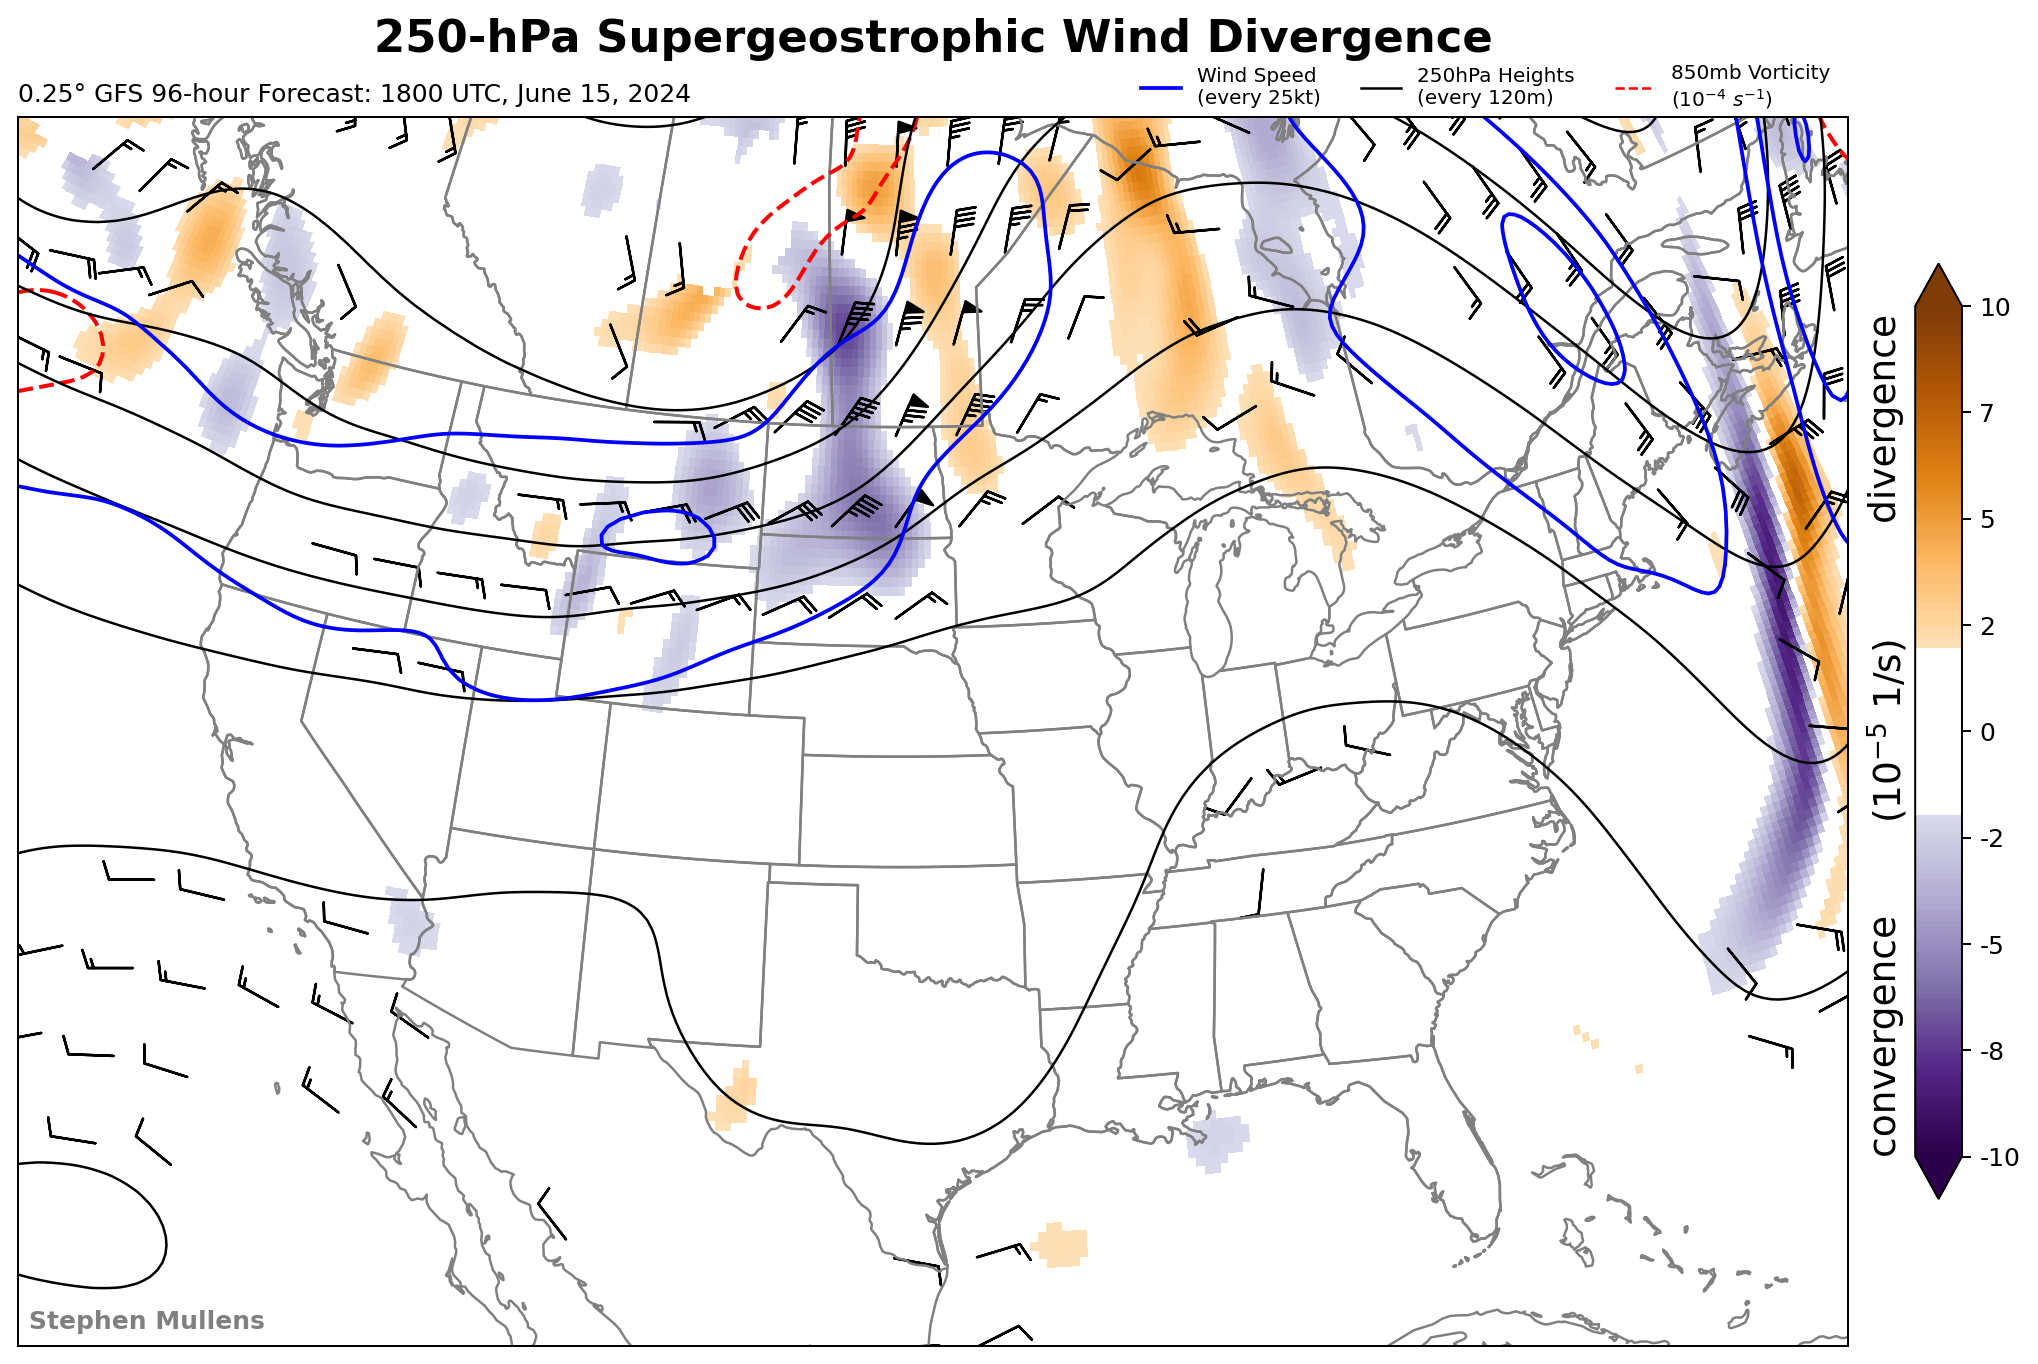 250-hPa Supergeostrophic Wind Divergence
0.25° GFS 96-hour Forecast: 1800 UTC, June 15, 2024
Wind Speed
(every 25kt)
250hPa Heights
(every 120m)
850mb Vorticity
(10⁻⁴ s⁻¹)
10
7
5
2
0
-2
-5
-8
-10
convergence (10⁻⁵ 1/s) divergence
Stephen Mullens